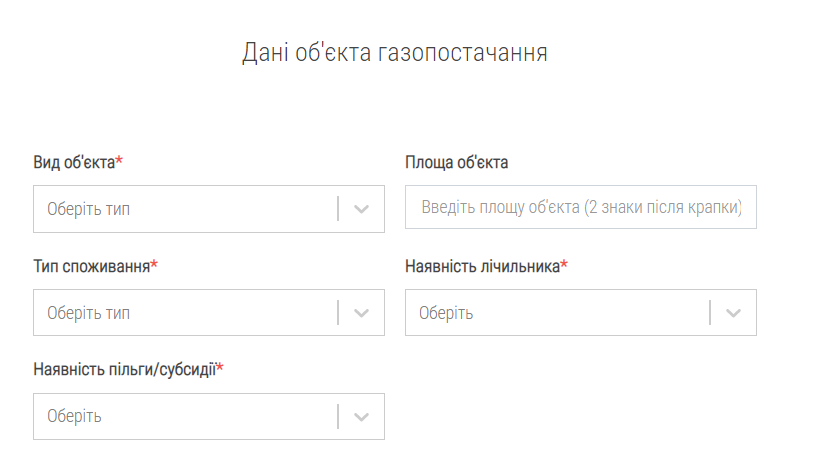 Дані об'єкта газопостачання
Вид об'єкта*
Площа об'єкта
Оберіть тип
Введіть площу об'єкта (2 знаки після крапки)
Тип споживання*
Наявність лічильника*
Оберіть тип
Оберіть
Наявність пільги/субсидії*
Оберіть